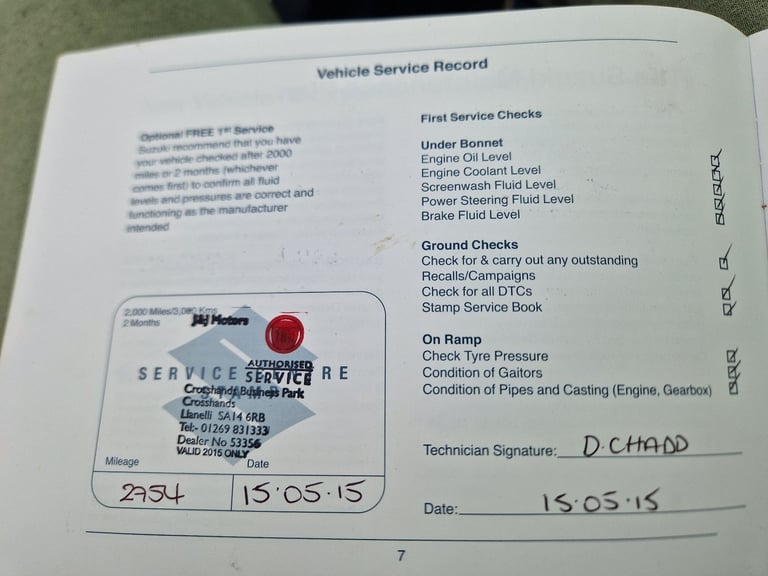 Vehicle Service Record
Optional FREE 1st Service
Suzuki recommend that you have
your vehicle checked after 2000
miles or 2 months (whichever
comes first) to confirm all fluid
levels and pressures are correct and
functioning as the manufacturer
intended
2,000 Miles/3,000 Kms
2 Months
J&J Motors
AUTHORISED
SERVICE
SERVICE CENTRE
STAMP
Crosshands Business Park
Crosshands
Llanelli SA14 6RB
Tel:- 01269 831333
Dealer No 53356
VALID 2015 ONLY
Mileage
Date
2754
15·05·15
First Service Checks
Under Bonnet
Engine Oil Level
Engine Coolant Level
Screenwash Fluid Level
Power Steering Fluid Level
Brake Fluid Level
Ground Checks
Check for & carry out any outstanding
Recalls/Campaigns
Check for all DTCs
Stamp Service Book
On Ramp
Check Tyre Pressure
Condition of Gaitors
Condition of Pipes and Casting (Engine, Gearbox)
Technician Signature: D.CHADD
Date: 15·05·15
7